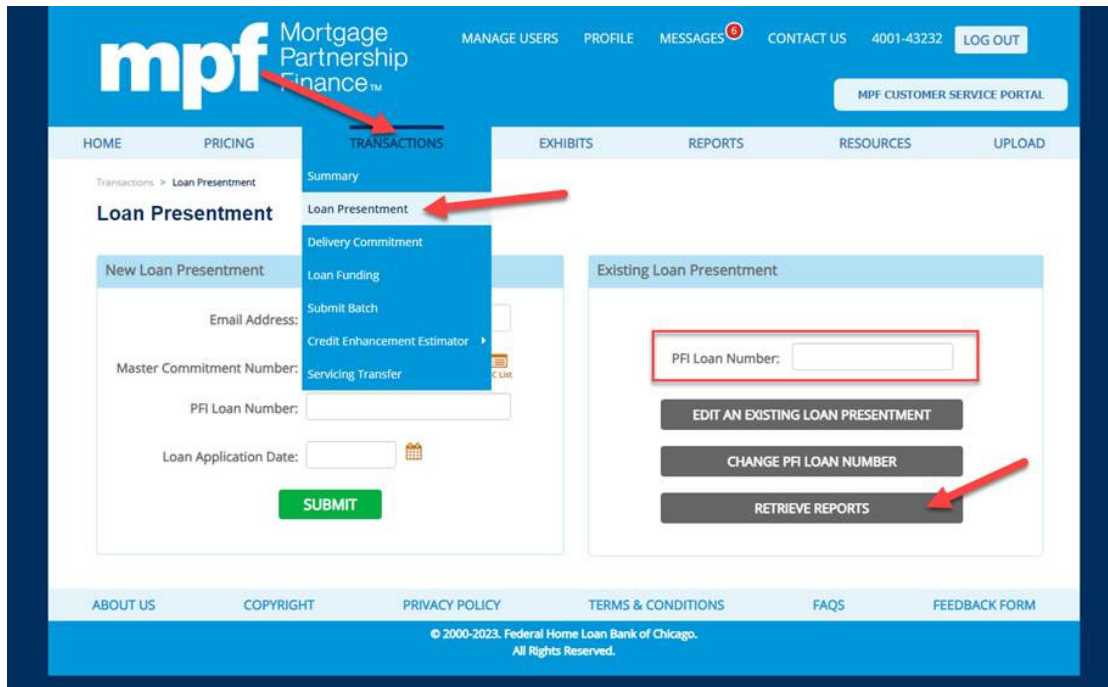 mpf Mortgage
Partnership
Finance™
MANAGE USERS PROFILE MESSAGES 6 CONTACT US 4001-43232 LOG OUT
MPF CUSTOMER SERVICE PORTAL
HOME PRICING TRANSACTIONS EXHIBITS REPORTS RESOURCES UPLOAD
Transactions > Loan Presentment
Loan Presentment
Summary
Loan Presentment
Delivery Commitment
Loan Funding
Submit Batch
Credit Enhancement Estimator
Servicing Transfer
New Loan Presentment
Email Address:
Master Commitment Number:
List
PFI Loan Number:
Loan Application Date:
SUBMIT
Existing Loan Presentment
PFI Loan Number:
EDIT AN EXISTING LOAN PRESENTMENT
CHANGE PFI LOAN NUMBER
RETRIEVE REPORTS
ABOUT US COPYRIGHT PRIVACY POLICY TERMS & CONDITIONS FAQS FEEDBACK FORM
© 2000-2023. Federal Home Loan Bank of Chicago.
All Rights Reserved.